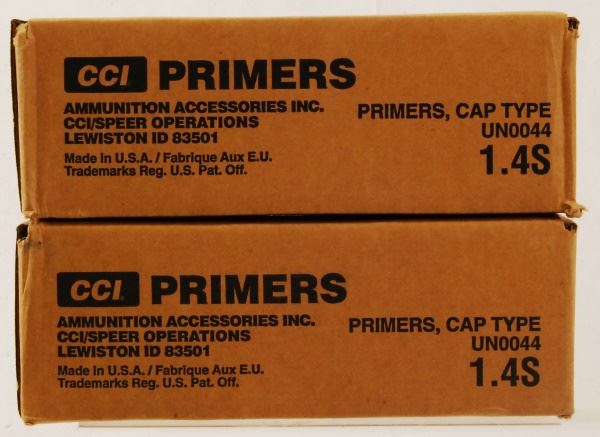 CCI PRIMERS
AMMUNITION ACCESSORIES INC.
CCI/SPEER OPERATIONS
LEWISTON ID 83501
Made in U.S.A. / Fabrique Aux E.U.
Trademarks Reg. U.S. Pat. Off.
PRIMERS, CAP TYPE
UN0044
1.4S
CCI PRIMERS
AMMUNITION ACCESSORIES INC.
CCI/SPEER OPERATIONS
LEWISTON ID 83501
Made in U.S.A. / Fabrique Aux E.U.
Trademarks Reg. U.S. Pat. Off.
PRIMERS, CAP TYPE
UN0044
1.4S